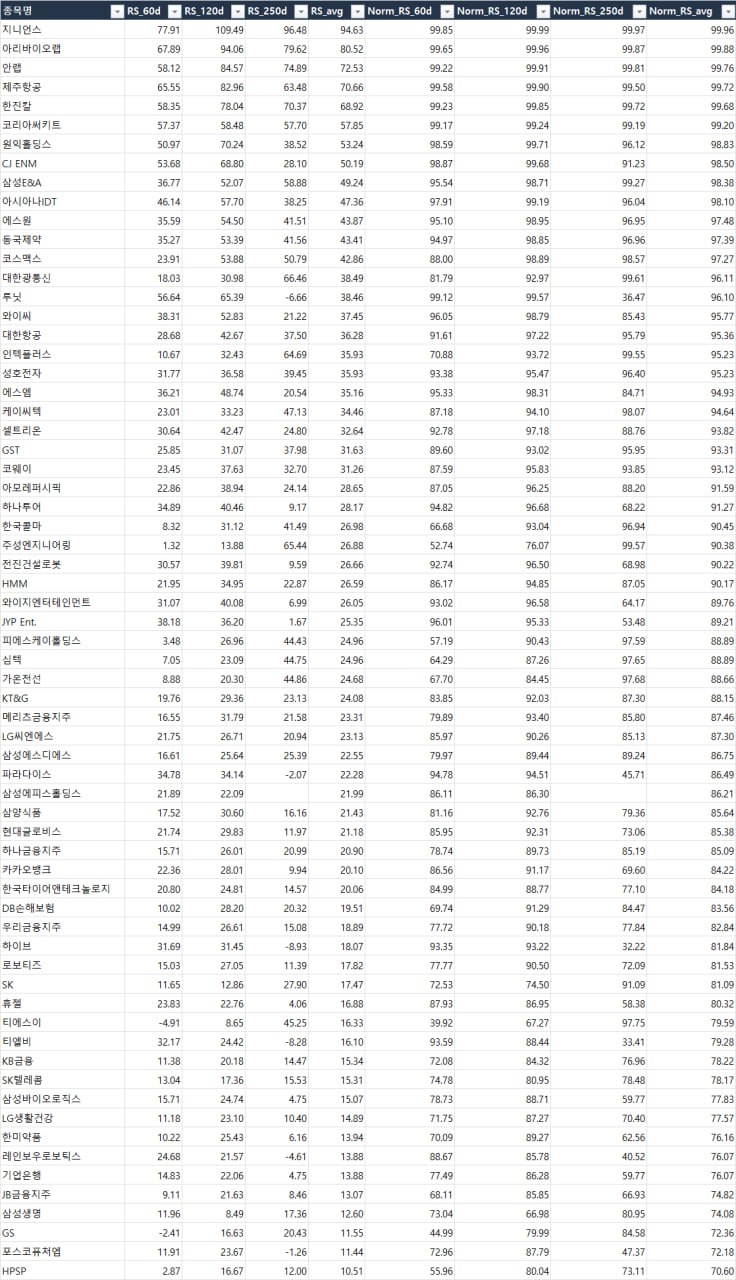 종목명 RS_60d RS_120d RS_250d RS_avg Norm_RS_60d Norm_RS_120d Norm_RS_250d Norm_RS_avg
지니언스 77.91 109.49 96.48 94.63 99.85 99.99 99.97 99.96
아리바이오랩 67.89 94.06 79.62 80.52 99.65 99.96 99.87 99.88
안랩 58.12 84.57 74.89 72.53 99.22 99.91 99.81 99.76
제주항공 65.55 82.96 63.48 70.66 99.58 99.90 99.50 99.72
한진칼 58.35 78.04 70.37 68.92 99.23 99.85 99.72 99.68
코리아써키트 57.37 58.48 57.70 57.85 99.17 99.24 99.19 99.20
원익홀딩스 50.97 70.24 38.52 53.24 98.59 99.71 96.12 98.83
CJ ENM 53.68 68.80 28.10 50.19 98.87 99.68 91.23 98.50
삼성E&A 36.77 52.07 58.88 49.24 95.54 98.71 99.27 98.38
아시아나IDT 46.14 57.70 38.25 47.36 97.91 99.19 96.04 98.10
에스원 35.59 54.50 41.51 43.87 95.10 98.95 96.95 97.48
동국제약 35.27 53.39 41.56 43.41 94.97 98.85 96.96 97.39
코스맥스 23.91 53.88 50.79 42.86 88.00 98.89 98.57 97.27
대한광통신 18.03 30.98 66.46 38.49 81.79 92.97 99.61 96.11
루닛 56.64 65.39 -6.66 38.46 99.12 99.57 36.47 96.10
와이씨 38.31 52.83 21.22 37.45 96.05 98.79 85.43 95.77
대한항공 28.68 42.67 37.50 36.28 91.61 97.22 95.79 95.36
인텍플러스 10.67 32.43 64.69 35.93 70.88 93.72 99.55 95.23
성호전자 31.77 36.58 39.45 35.93 93.38 95.47 96.40 95.23
에스엠 36.21 48.74 20.54 35.16 95.33 98.31 84.71 94.93
케이씨텍 23.01 33.23 47.13 34.46 87.18 94.10 98.07 94.64
셀트리온 30.64 42.47 24.80 32.64 92.78 97.18 88.76 93.82
GST 25.85 31.07 37.98 31.63 89.60 93.02 95.95 93.31
코웨이 23.45 37.63 32.70 31.26 87.59 95.83 93.85 93.12
아모레퍼시픽 22.86 38.94 24.14 28.65 87.05 96.25 88.20 91.59
하나투어 34.89 40.46 9.17 28.17 94.82 96.68 68.22 91.27
한국콜마 8.32 31.12 41.49 26.98 66.68 93.04 96.94 90.45
주성엔지니어링 1.32 13.88 65.44 26.88 52.74 76.07 99.57 90.38
전진건설로봇 30.57 39.81 9.59 26.66 92.74 96.50 68.98 90.22
HMM 21.95 34.95 22.87 26.59 86.17 94.85 87.05 90.17
와이지엔터테인먼트 31.07 40.08 6.99 26.05 93.02 96.58 64.17 89.76
JYP Ent. 38.18 36.20 1.67 25.35 96.01 95.33 53.48 89.21
피에스케이홀딩스 3.48 26.96 44.43 24.96 57.19 90.43 97.59 88.89
심텍 7.05 23.09 44.75 24.96 64.29 87.26 97.65 88.89
가온전선 8.88 20.30 44.86 24.68 67.70 84.45 97.68 88.66
KT&G 19.76 29.36 23.13 24.08 83.85 92.03 87.30 88.15
메리츠금융지주 16.55 31.79 21.58 23.31 79.89 93.40 85.80 87.46
LG씨엔에스 21.75 26.71 20.94 23.13 85.97 90.26 85.13 87.30
삼성에스디에스 16.61 25.64 25.39 22.55 79.97 89.44 89.24 86.75
파라다이스 34.78 34.14 -2.07 22.28 94.78 94.51 45.71 86.49
삼성에피스홀딩스 21.89 22.09 21.99 86.11 86.30 86.21
삼양식품 17.52 30.60 16.16 21.43 81.16 92.76 79.36 85.64
현대글로비스 21.74 29.83 11.97 21.18 85.95 92.31 73.06 85.38
하나금융지주 15.71 26.01 20.99 20.90 78.74 89.73 85.19 85.09
카카오뱅크 22.36 28.01 9.94 20.10 86.56 91.17 69.60 84.22
한국타이어앤테크놀로지 20.80 24.81 14.57 20.06 84.99 88.77 77.10 84.18
DB손해보험 10.02 28.20 20.32 19.51 69.74 91.29 84.47 83.56
우리금융지주 14.99 26.61 15.08 18.89 77.72 90.18 77.84 82.84
하이브 31.69 31.45 -8.93 18.07 93.35 93.22 32.22 81.84
로보티즈 15.03 27.05 11.39 17.82 77.77 90.50 72.09 81.53
SK 11.65 12.86 27.90 17.47 72.53 74.50 91.09 81.09
휴젤 23.83 22.76 4.06 16.88 87.93 86.95 58.38 80.32
티에스이 -4.91 8.65 45.25 16.33 39.92 67.27 97.75 79.59
티엘비 32.17 24.42 -8.28 16.10 93.59 88.44 33.41 79.28
KB금융 11.38 20.18 14.47 15.34 72.08 84.32 76.96 78.22
SK텔레콤 13.04 17.36 15.53 15.31 74.78 80.95 78.48 78.17
삼성바이오로직스 15.71 24.74 4.75 15.07 78.73 88.71 59.77 77.83
LG생활건강 11.18 23.10 10.40 14.89 71.75 87.27 70.40 77.57
한미약품 10.22 25.43 6.16 13.94 70.09 89.27 62.56 76.16
레인보우로보틱스 24.68 21.57 -4.61 13.88 88.67 85.78 40.52 76.07
기업은행 14.83 22.06 4.75 13.88 77.49 86.28 59.77 76.07
JB금융지주 9.11 21.63 8.46 13.07 68.11 85.85 66.93 74.82
삼성생명 11.96 8.49 17.36 12.60 73.04 66.98 80.95 74.08
GS -2.41 16.63 20.43 11.55 44.99 79.99 84.58 72.36
포스코퓨처엠 11.91 23.67 -1.26 11.44 72.96 87.79 47.37 72.18
HPSP 2.87 16.67 12.00 10.51 55.96 80.04 73.11 70.60